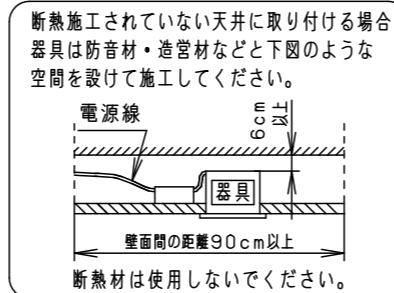 断熱施工されていない天井に取り付ける場合
器具は防音材・造営材などと下図のような
空間を設けて施工してください。
電源線
6cm
以上
器具
壁面間の距離90cm以上
断熱材は使用しないでください。